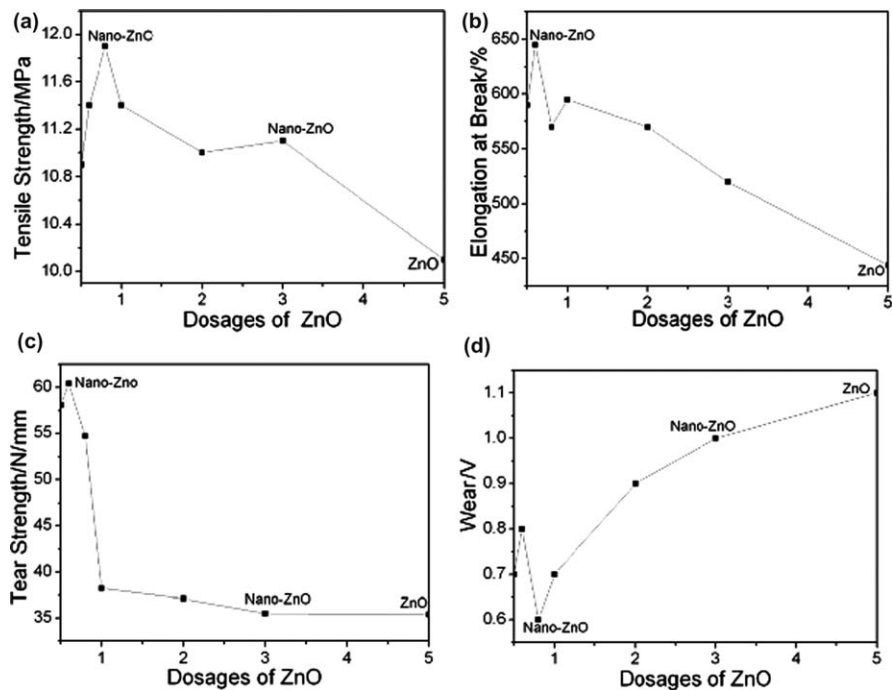 (a)
Tensile Strength/MPa
12.0
11.6
11.2
10.8
10.4
10.0
Nano-ZnC
Nano-ZnO
ZnO
1 2 3 4 5
Dosages of ZnO
(b)
Elongation at Break/%
650
600
550
500
450
Nano-ZnO
ZnO
1 2 3 4 5
Dosages of ZnO
(c)
Tear Strength/N/mm
60
55
50
45
40
35
Nano-Zno
Nano-ZnO
ZnO
1 2 3 4 5
Dosages of ZnO
(d)
Wear/V
1.1
1.0
0.9
0.8
0.7
0.6
ZnO
Nano-ZnO
Nano-ZnO
1 2 3 4 5
Dosages of ZnO